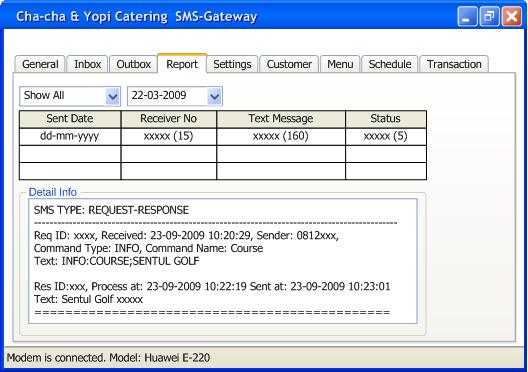 Cha-cha & Yopi Catering SMS-Gateway
General Inbox Outbox Report Settings Customer Menu Schedule Transaction
Show All 22-03-2009
Sent Date Receiver No Text Message Status
dd-mm-yyyy xxxxx (15) xxxxx (160) xxxxx (5)
Detail Info
SMS TYPE: REQUEST-RESPONSE
--------------------------------------------------------------------------------
Req ID: xxxx, Received: 23-09-2009 10:20:29, Sender: 0812xxx,
Command Type: INFO, Command Name: Course
Text: INFO:COURSE;SENTUL GOLF
Res ID:xxx, Process at: 23-09-2009 10:22:19 Sent at: 23-09-2009 10:23:01
Text: Sentul Golf xxxxx
==============================================
Modem is connected. Model: Huawei E-220